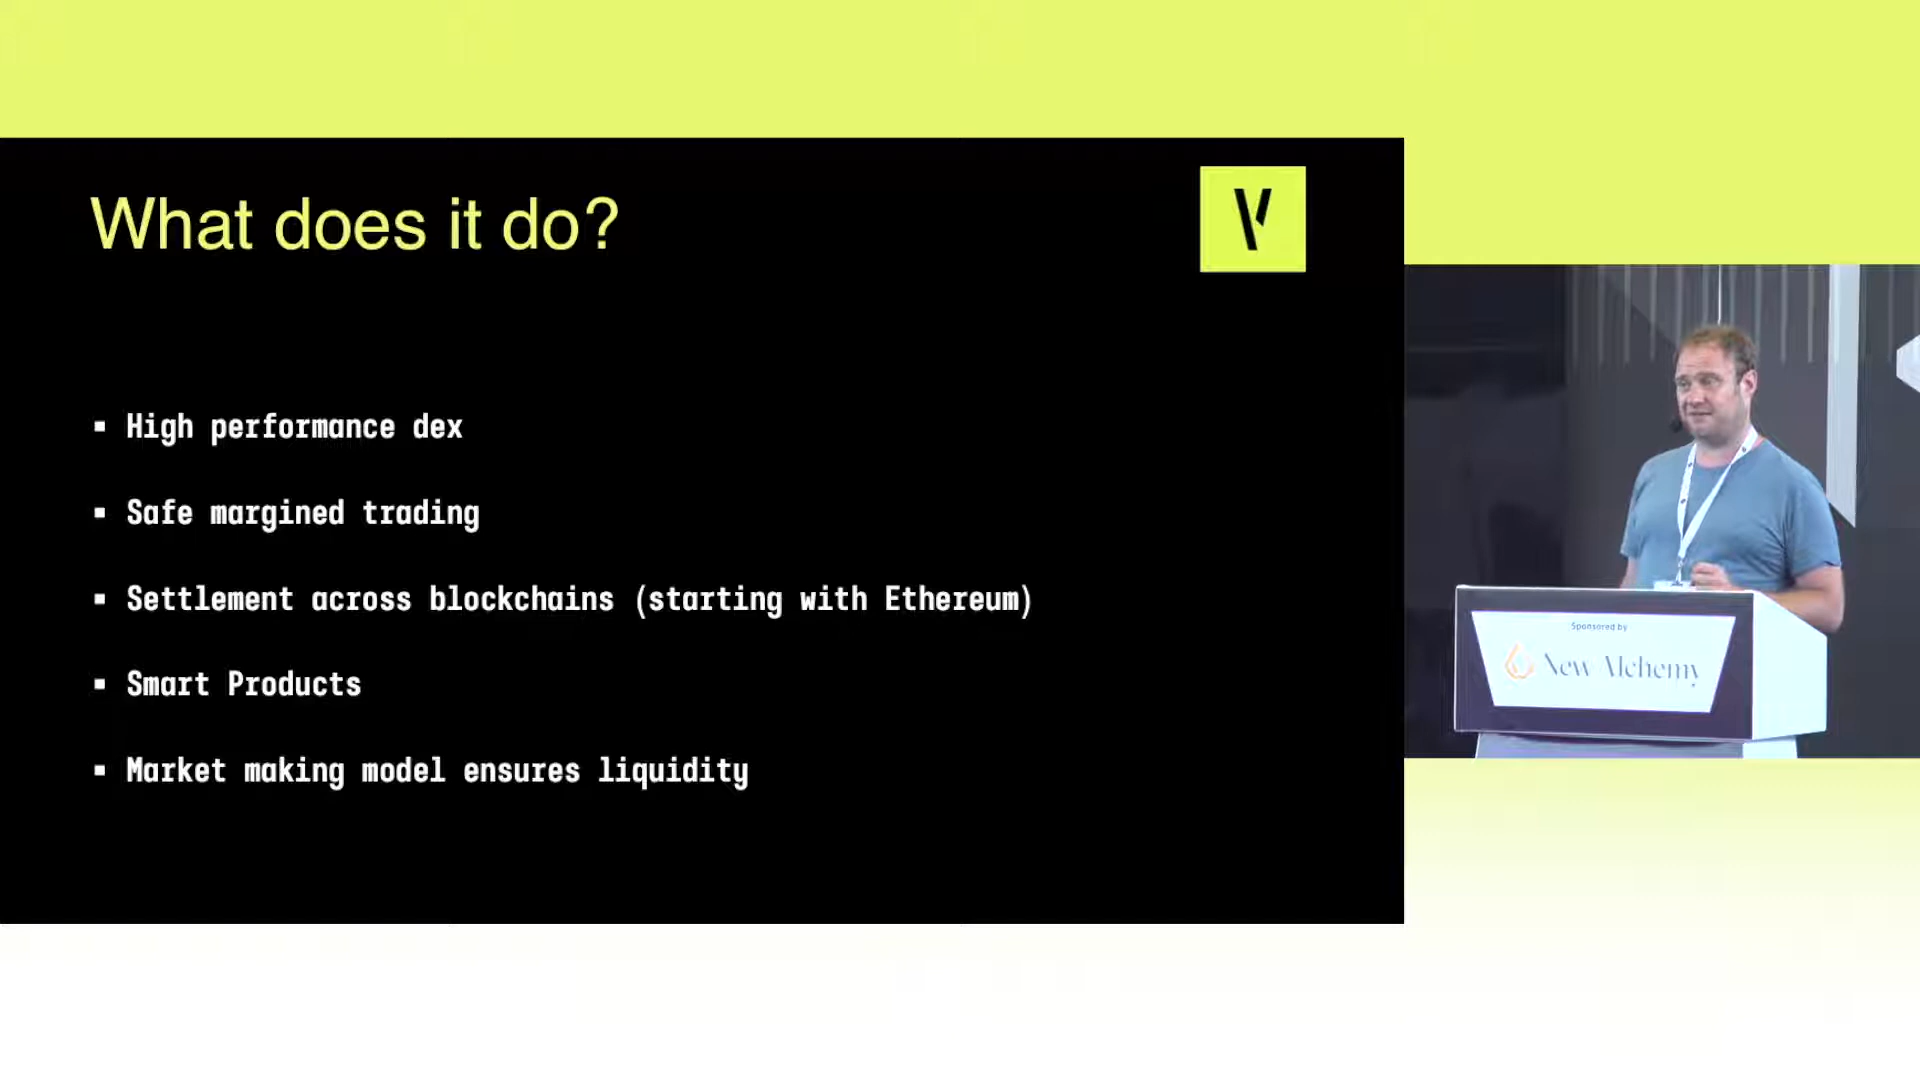 What does it do?
▪ High performance dex
▪ Safe margined trading
▪ Settlement across blockchains (starting with Ethereum)
▪ Smart Products
▪ Market making model ensures liquidity
Sponsored by
New Alchemy